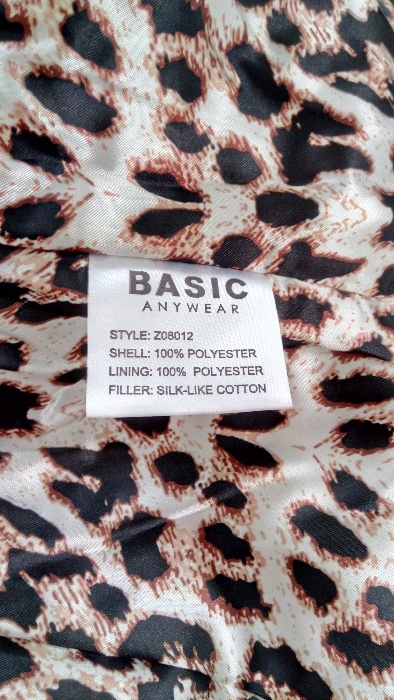 BASIC
ANYWEAR
STYLE: Z08012
SHELL: 100% POLYESTER
LINING: 100% POLYESTER
FILLER: SILK-LIKE COTTON